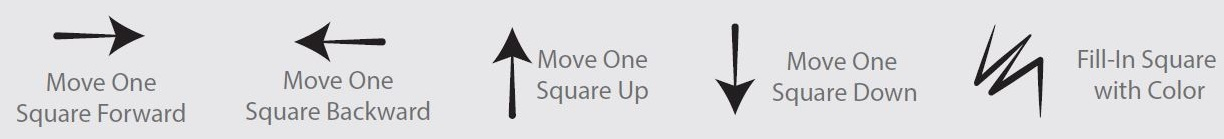 Move One
Square Forward
Move One
Square Backward
Move One
Square Up
Move One
Square Down
Fill-In Square
with Color